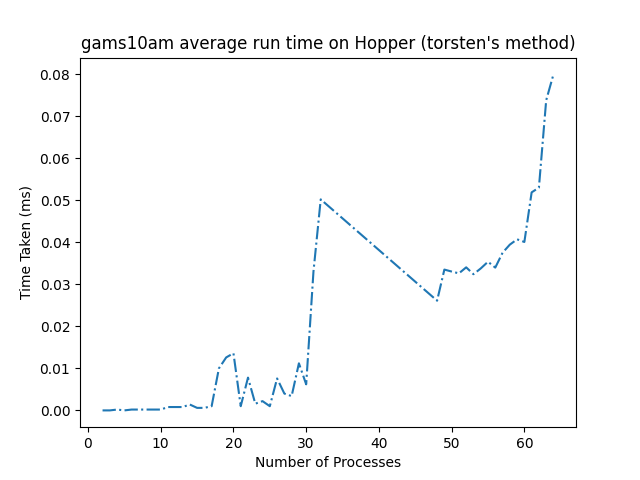 gams10am average run time on Hopper (torsten's method)
0.08
0.07
0.06
0.05
0.04
0.03
0.02
0.01
0.00
Time Taken (ms)
0 10 20 30 40 50 60
Number of Processes